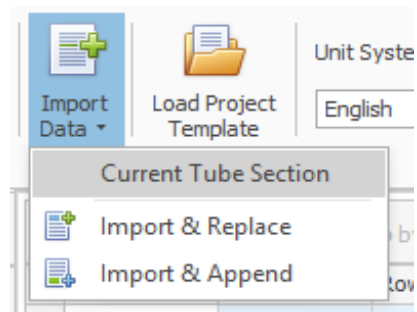 Import
Data
Load Project
Template
Unit Syste
English
Current Tube Section
Import & Replace
Import & Append